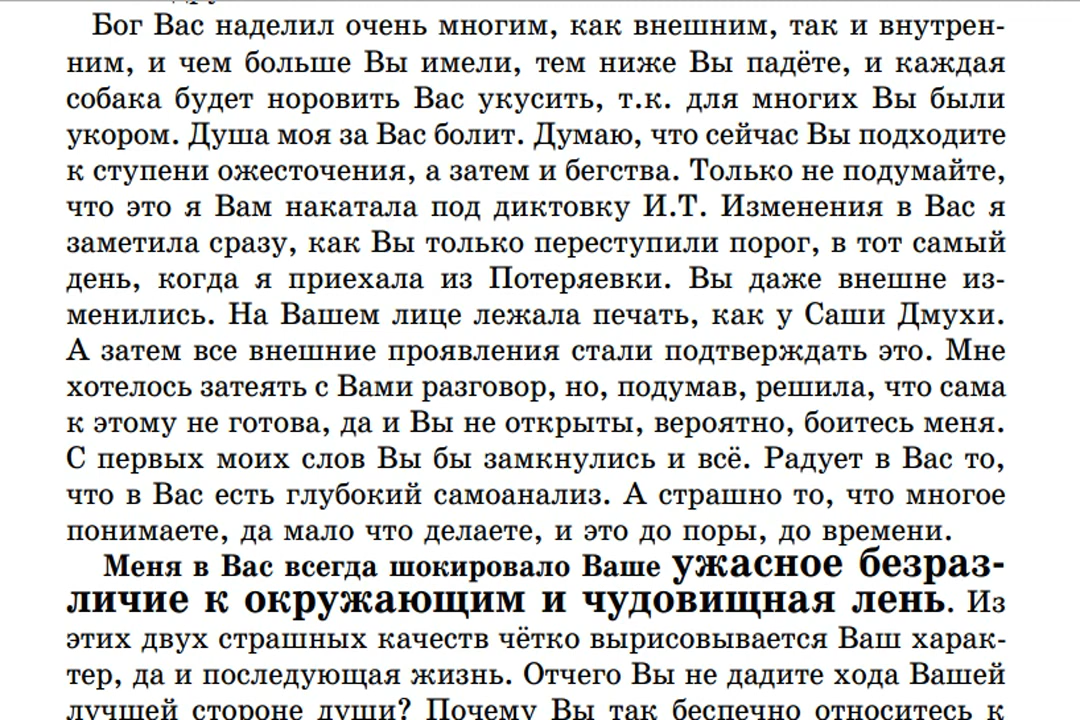 Бог Вас наделил очень многим, как внешним, так и внутрен-
ним, и чем больше Вы имели, тем ниже Вы падёте, и каждая
собака будет норовить Вас укусить, т.к. для многих Вы были
укором. Душа моя за Вас болит. Думаю, что сейчас Вы подходите
к ступени ожесточения, а затем и бегства. Только не подумайте,
что это я Вам накатала под диктовку И.Т. Изменения в Вас я
заметила сразу, как Вы только переступили порог, в тот самый
день, когда я приехала из Потеряевки. Вы даже внешне из-
менились. На Вашем лице лежала печать, как у Саши Дмухи.
А затем все внешние проявления стали подтверждать это. Мне
хотелось затеять с Вами разговор, но, подумав, решила, что сама
к этому не готова, да и Вы не открыты, вероятно, боитесь меня.
С первых моих слов Вы бы замкнулись и всё. Радует в Вас то,
что в Вас есть глубокий самоанализ. А страшно то, что многое
понимаете, да мало что делаете, и это до поры, до времени.
Меня в Вас всегда шокировало Ваше ужасное безраз-
личие к окружающим и чудовищная лень. Из
этих двух страшных качеств чётко вырисовывается Ваш харак-
тер, да и последующая жизнь. Отчего Вы не дадите хода Вашей
лучшей стороне души? Почему Вы так беспечно относитесь к